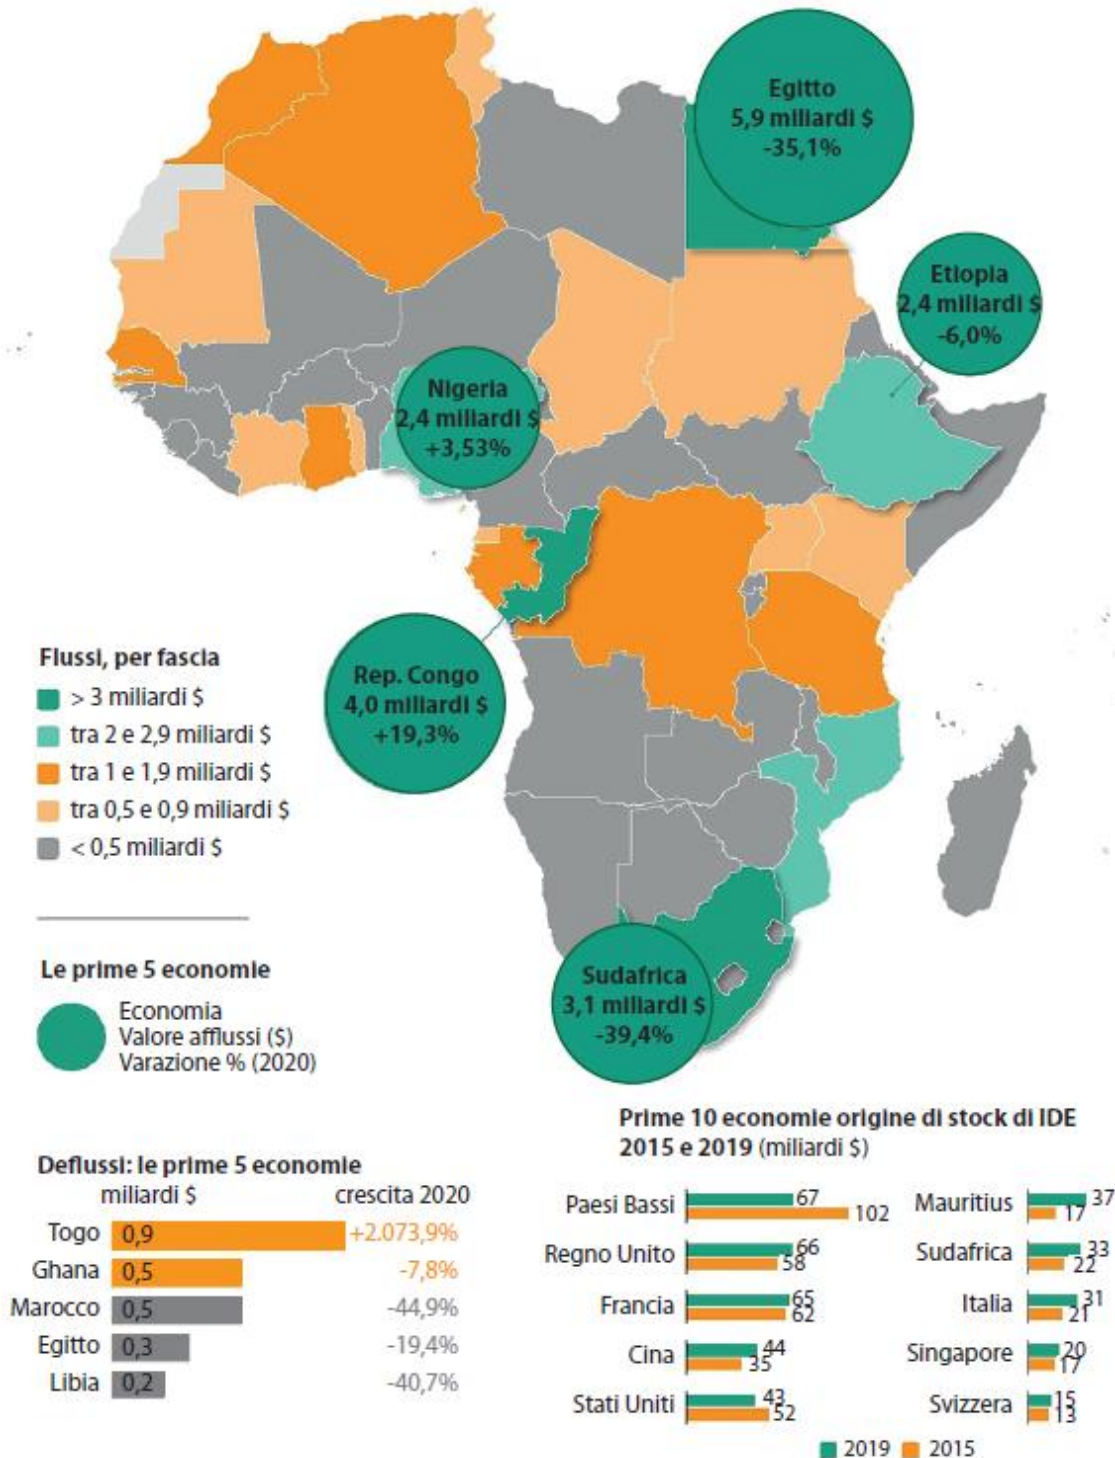 Egitto
5,9 miliardi $
-35,1%
Etiopia
2,4 miliardi $
-6,0%
Nigeria
2,4 miliardi $
+3,53%
Rep. Congo
4,0 miliardi $
+19,3%
Sudafrica
3,1 miliardi $
-39,4%
Flussi, per fascia
> 3 miliardi $
tra 2 e 2,9 miliardi $
tra 1 e 1,9 miliardi $
tra 0,5 e 0,9 miliardi $
< 0,5 miliardi $
Le prime 5 economie
Economia
Valore afflussi ($)
Varazione % (2020)
Deflussi: le prime 5 economie
miliardi $ crescita 2020
Togo 0,9 +2.073,9%
Ghana 0,5 -7,8%
Marocco 0,5 -44,9%
Egitto 0,3 -19,4%
Libia 0,2 -40,7%
Prime 10 economie origine di stock di IDE
2015 e 2019 (miliardi $)
Paesi Bassi 67
102
Regno Unito 66
58
Francia 65
62
Cina 44
35
Stati Uniti 43
52
Mauritius 37
17
Sudafrica 33
22
Italia 31
21
Singapore 20
17
Svizzera 15
13
2019 2015